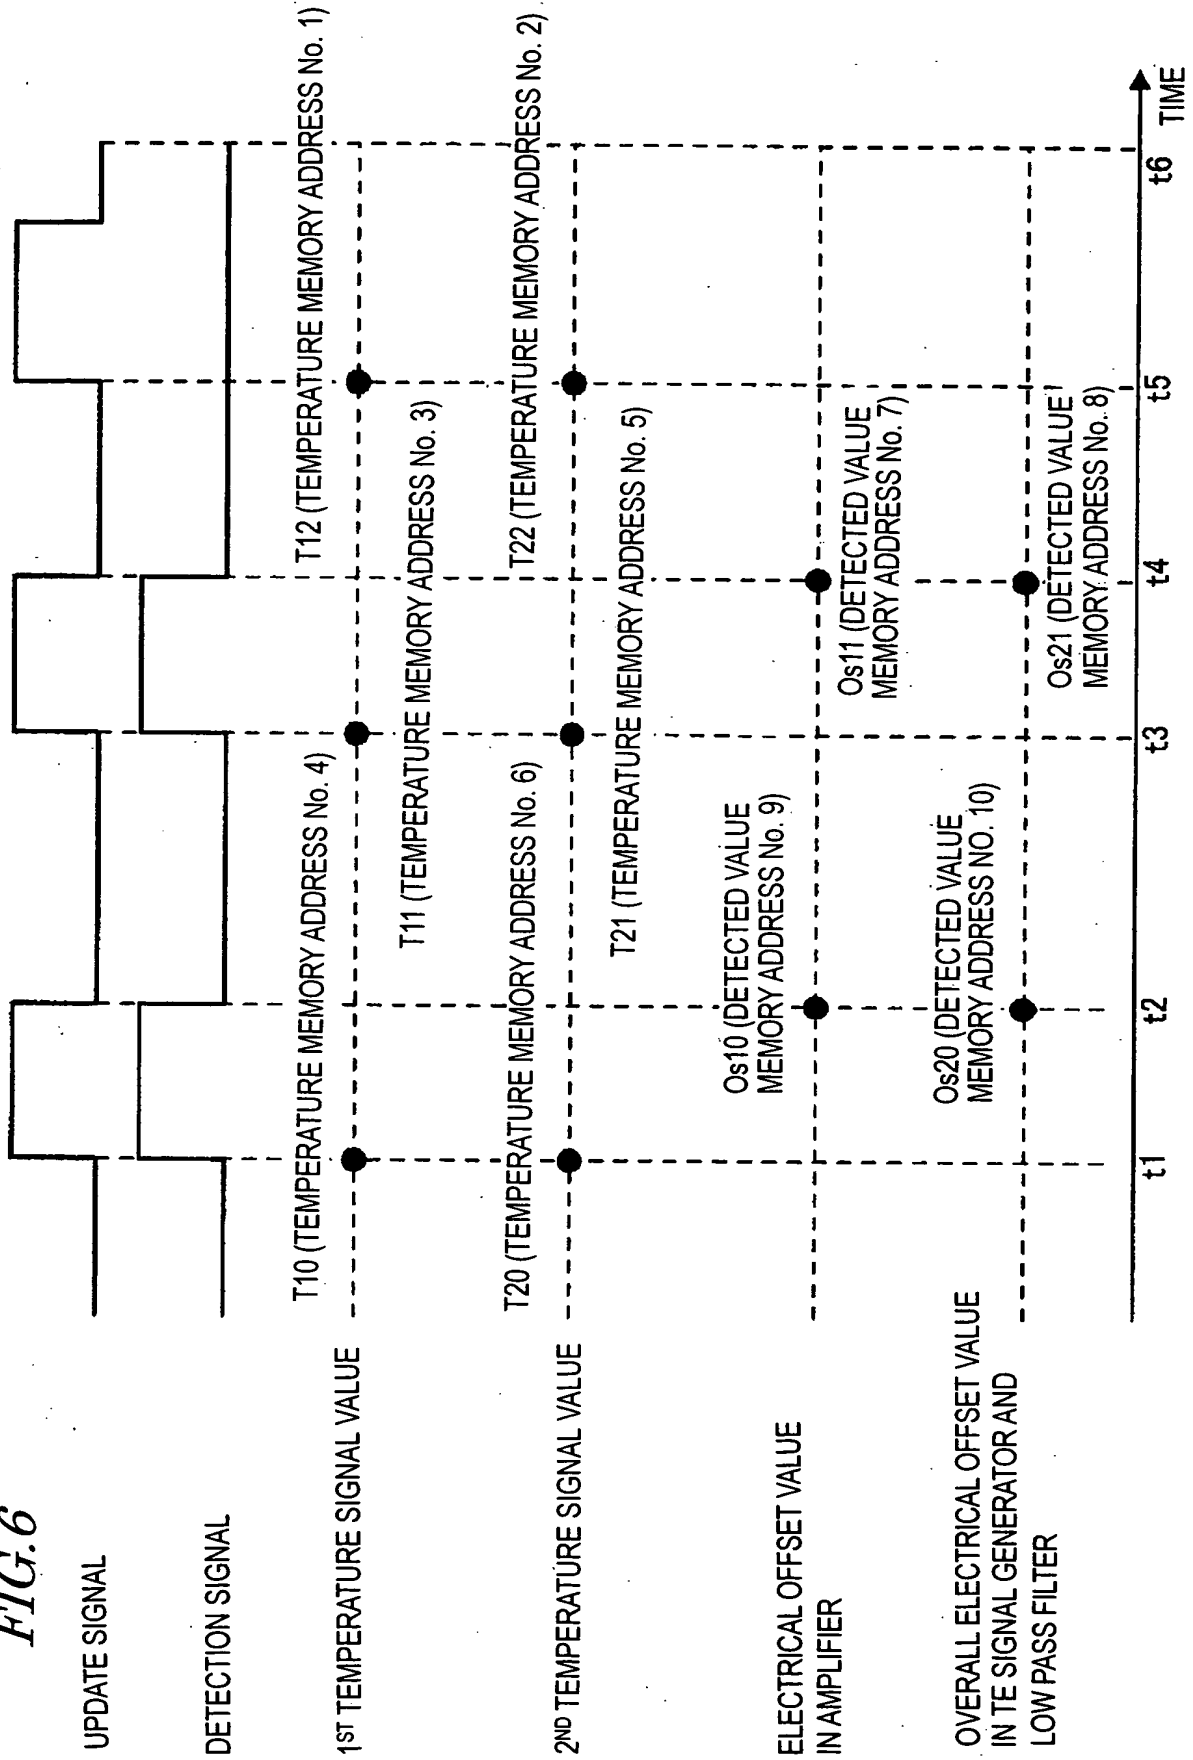 FIG.6
UPDATE SIGNAL
DETECTION SIGNAL
T10 (TEMPERATURE MEMORY ADDRESS No. 4)
T12 (TEMPERATURE MEMORY ADDRESS No. 1)
1ST TEMPERATURE SIGNAL VALUE
T11 (TEMPERATURE MEMORY ADDRESS No. 3)
T20 (TEMPERATURE MEMORY ADDRESS No. 6)
T22 (TEMPERATURE MEMORY ADDRESS No. 2)
2ND TEMPERATURE SIGNAL VALUE
T21 (TEMPERATURE MEMORY ADDRESS No. 5)
Os10 (DETECTED VALUE
MEMORY ADDRESS No. 9)
ELECTRICAL OFFSET VALUE
IN AMPLIFIER
Os11 (DETECTED VALUE
MEMORY ADDRESS No. 7)
Os20 (DETECTED VALUE
MEMORY ADDRESS NO. 10)
OVERALL ELECTRICAL OFFSET VALUE
IN TE SIGNAL GENERATOR AND
LOW PASS FILTER
Os21 (DETECTED VALUE
MEMORY ADDRESS No. 8)
t1
t2
t3
t4
t5
t6
TIME